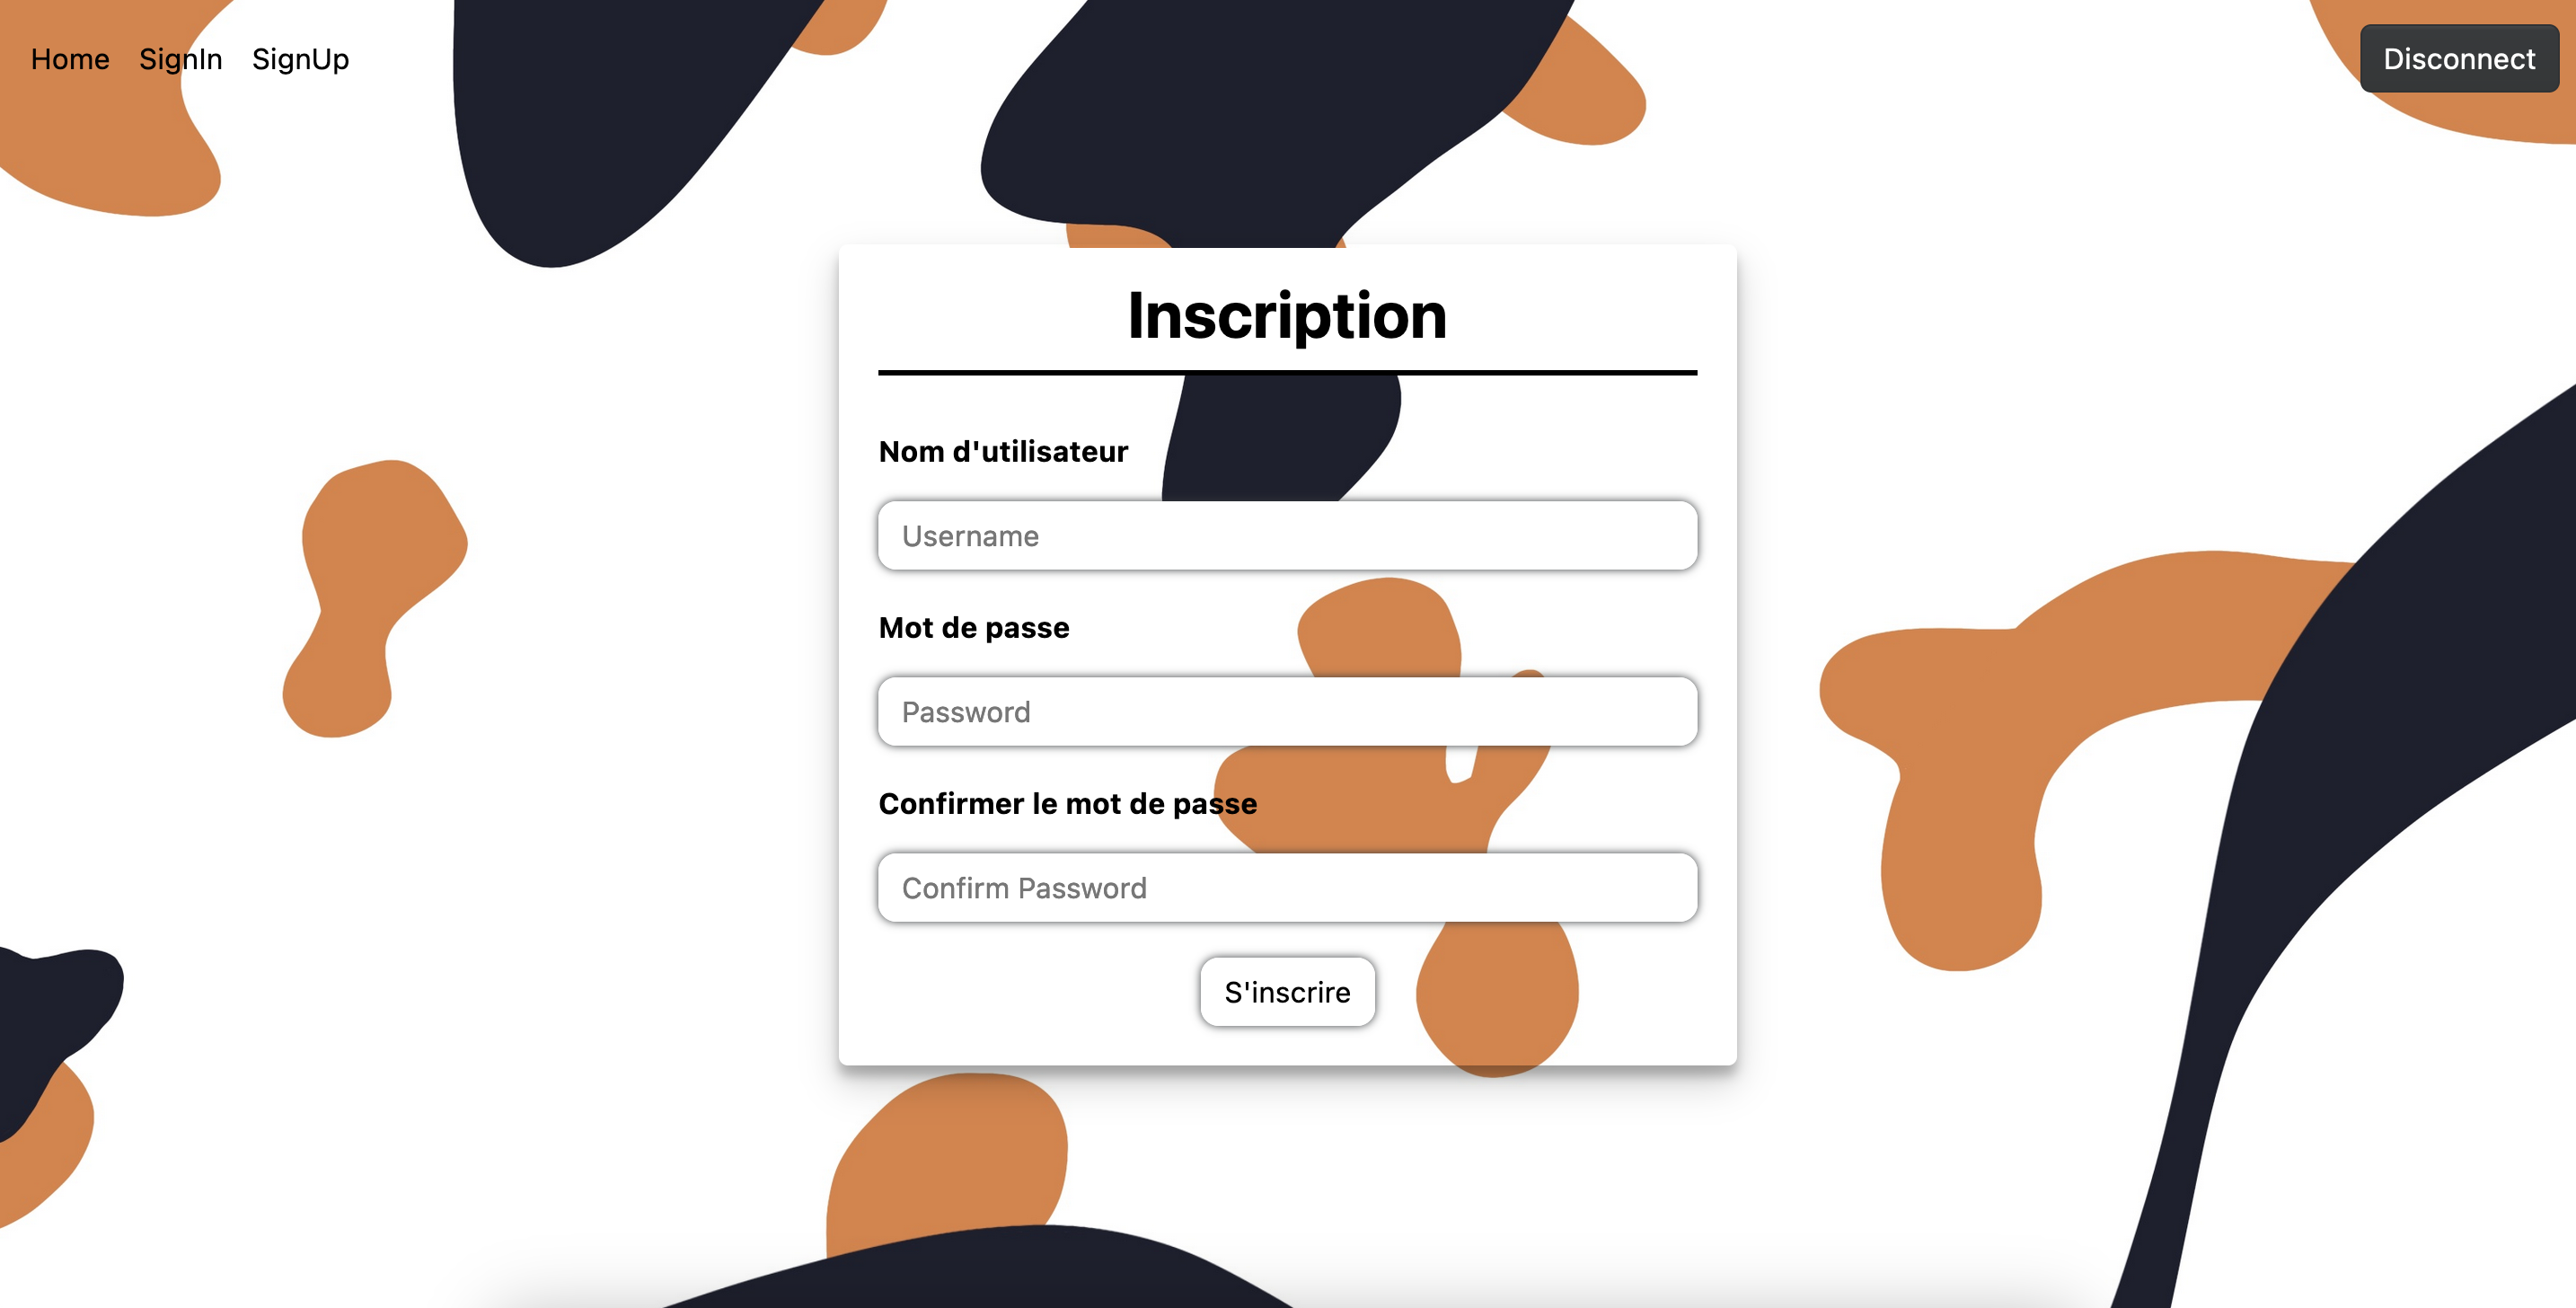 Home SignIn SignUp Disconnect
Inscription
Nom d'utilisateur
Username
Mot de passe
Password
Confirmer le mot de passe
Confirm Password
S'inscrire